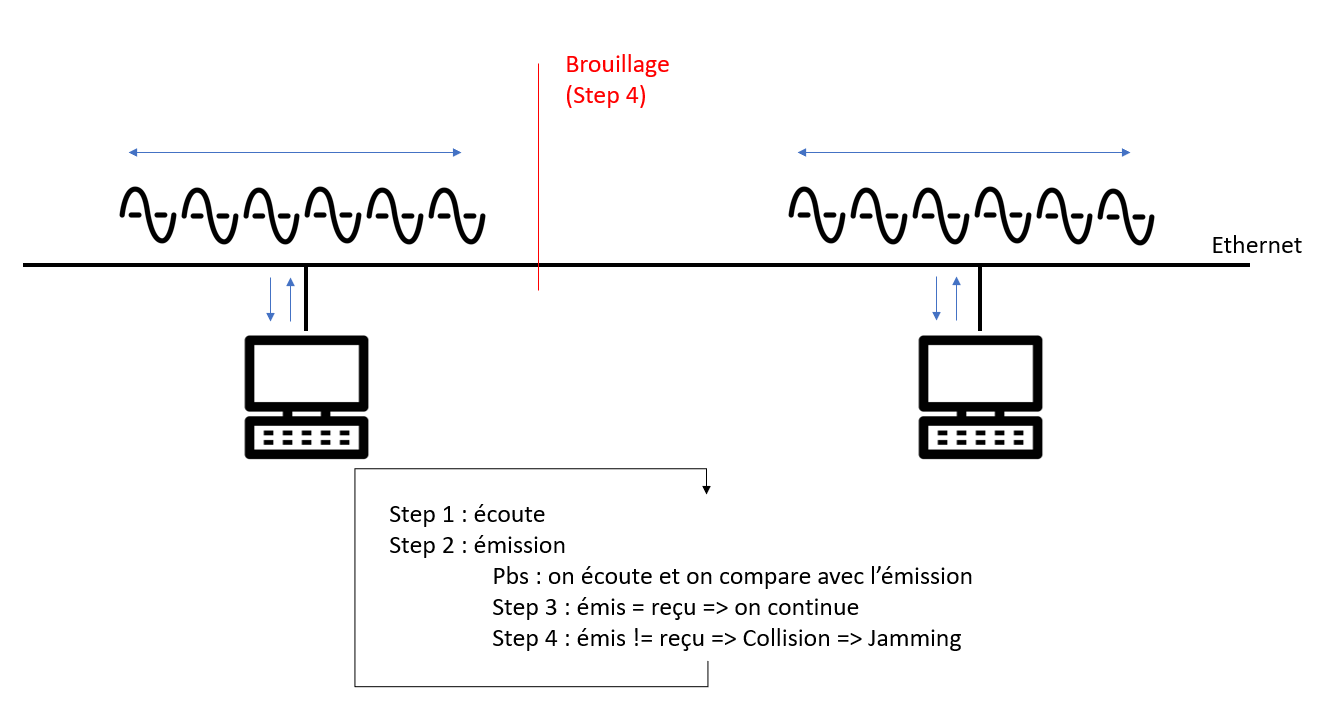 Brouillage
(Step 4)
Ethernet
Step 1 : écoute
Step 2 : émission
Pbs : on écoute et on compare avec l’émission
Step 3 : émis = reçu => on continue
Step 4 : émis != reçu => Collision => Jamming